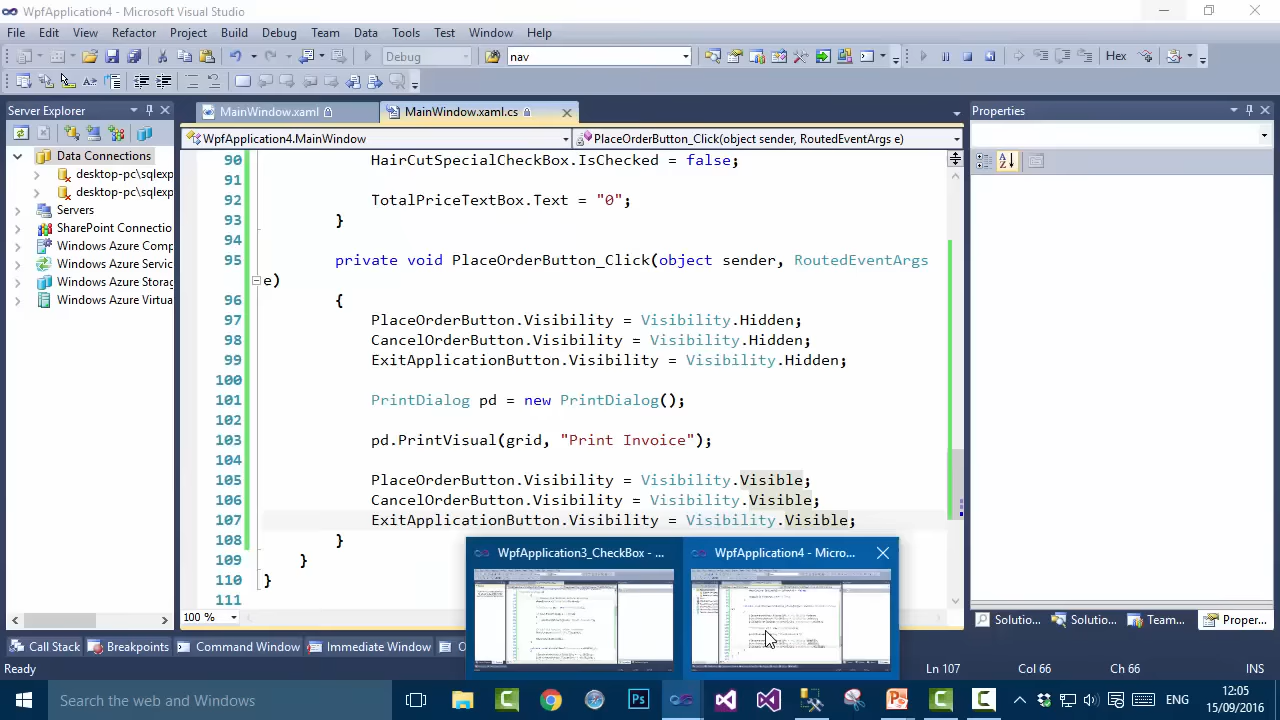 WpfApplication4 - Microsoft Visual Studio
File Edit View Refactor Project Build Debug Team Data Tools Test Window Help
Debug nav Hex
Server Explorer
MainWindow.xaml MainWindow.xaml.cs
Properties
WpfApplication4.MainWindow PlaceOrderButton_Click(object sender, RoutedEventArgs e)
Data Connections
desktop-pc\sqlexp
desktop-pc\sqlexp
Servers
SharePoint Connectio
Windows Azure Comp
Windows Azure Servic
Windows Azure Storag
Windows Azure Virtua
90 HairCutSpecialCheckBox.IsChecked = false;
91
92 TotalPriceTextBox.Text = "0";
93 }
94
95 private void PlaceOrderButton_Click(object sender, RoutedEventArgs
e)
96 {
97 PlaceOrderButton.Visibility = Visibility.Hidden;
98 CancelOrderButton.Visibility = Visibility.Hidden;
99 ExitApplicationButton.Visibility = Visibility.Hidden;
100
101 PrintDialog pd = new PrintDialog();
102
103 pd.PrintVisual(grid, "Print Invoice");
104
105 PlaceOrderButton.Visibility = Visibility.Visible;
106 CancelOrderButton.Visibility = Visibility.Visible;
107 ExitApplicationButton.Visibility = Visibility.Visible;
108 }
109 }
110 }
111
WpfApplication3_CheckBox - ... WpfApplication4 - Micro...
100 %
Solutio... Solutio... Team... Proper...
Command Window
Ready Ln 107 Col 66 Ch 66 INS
Search the web and Windows
ENG
12:05
15/09/2016